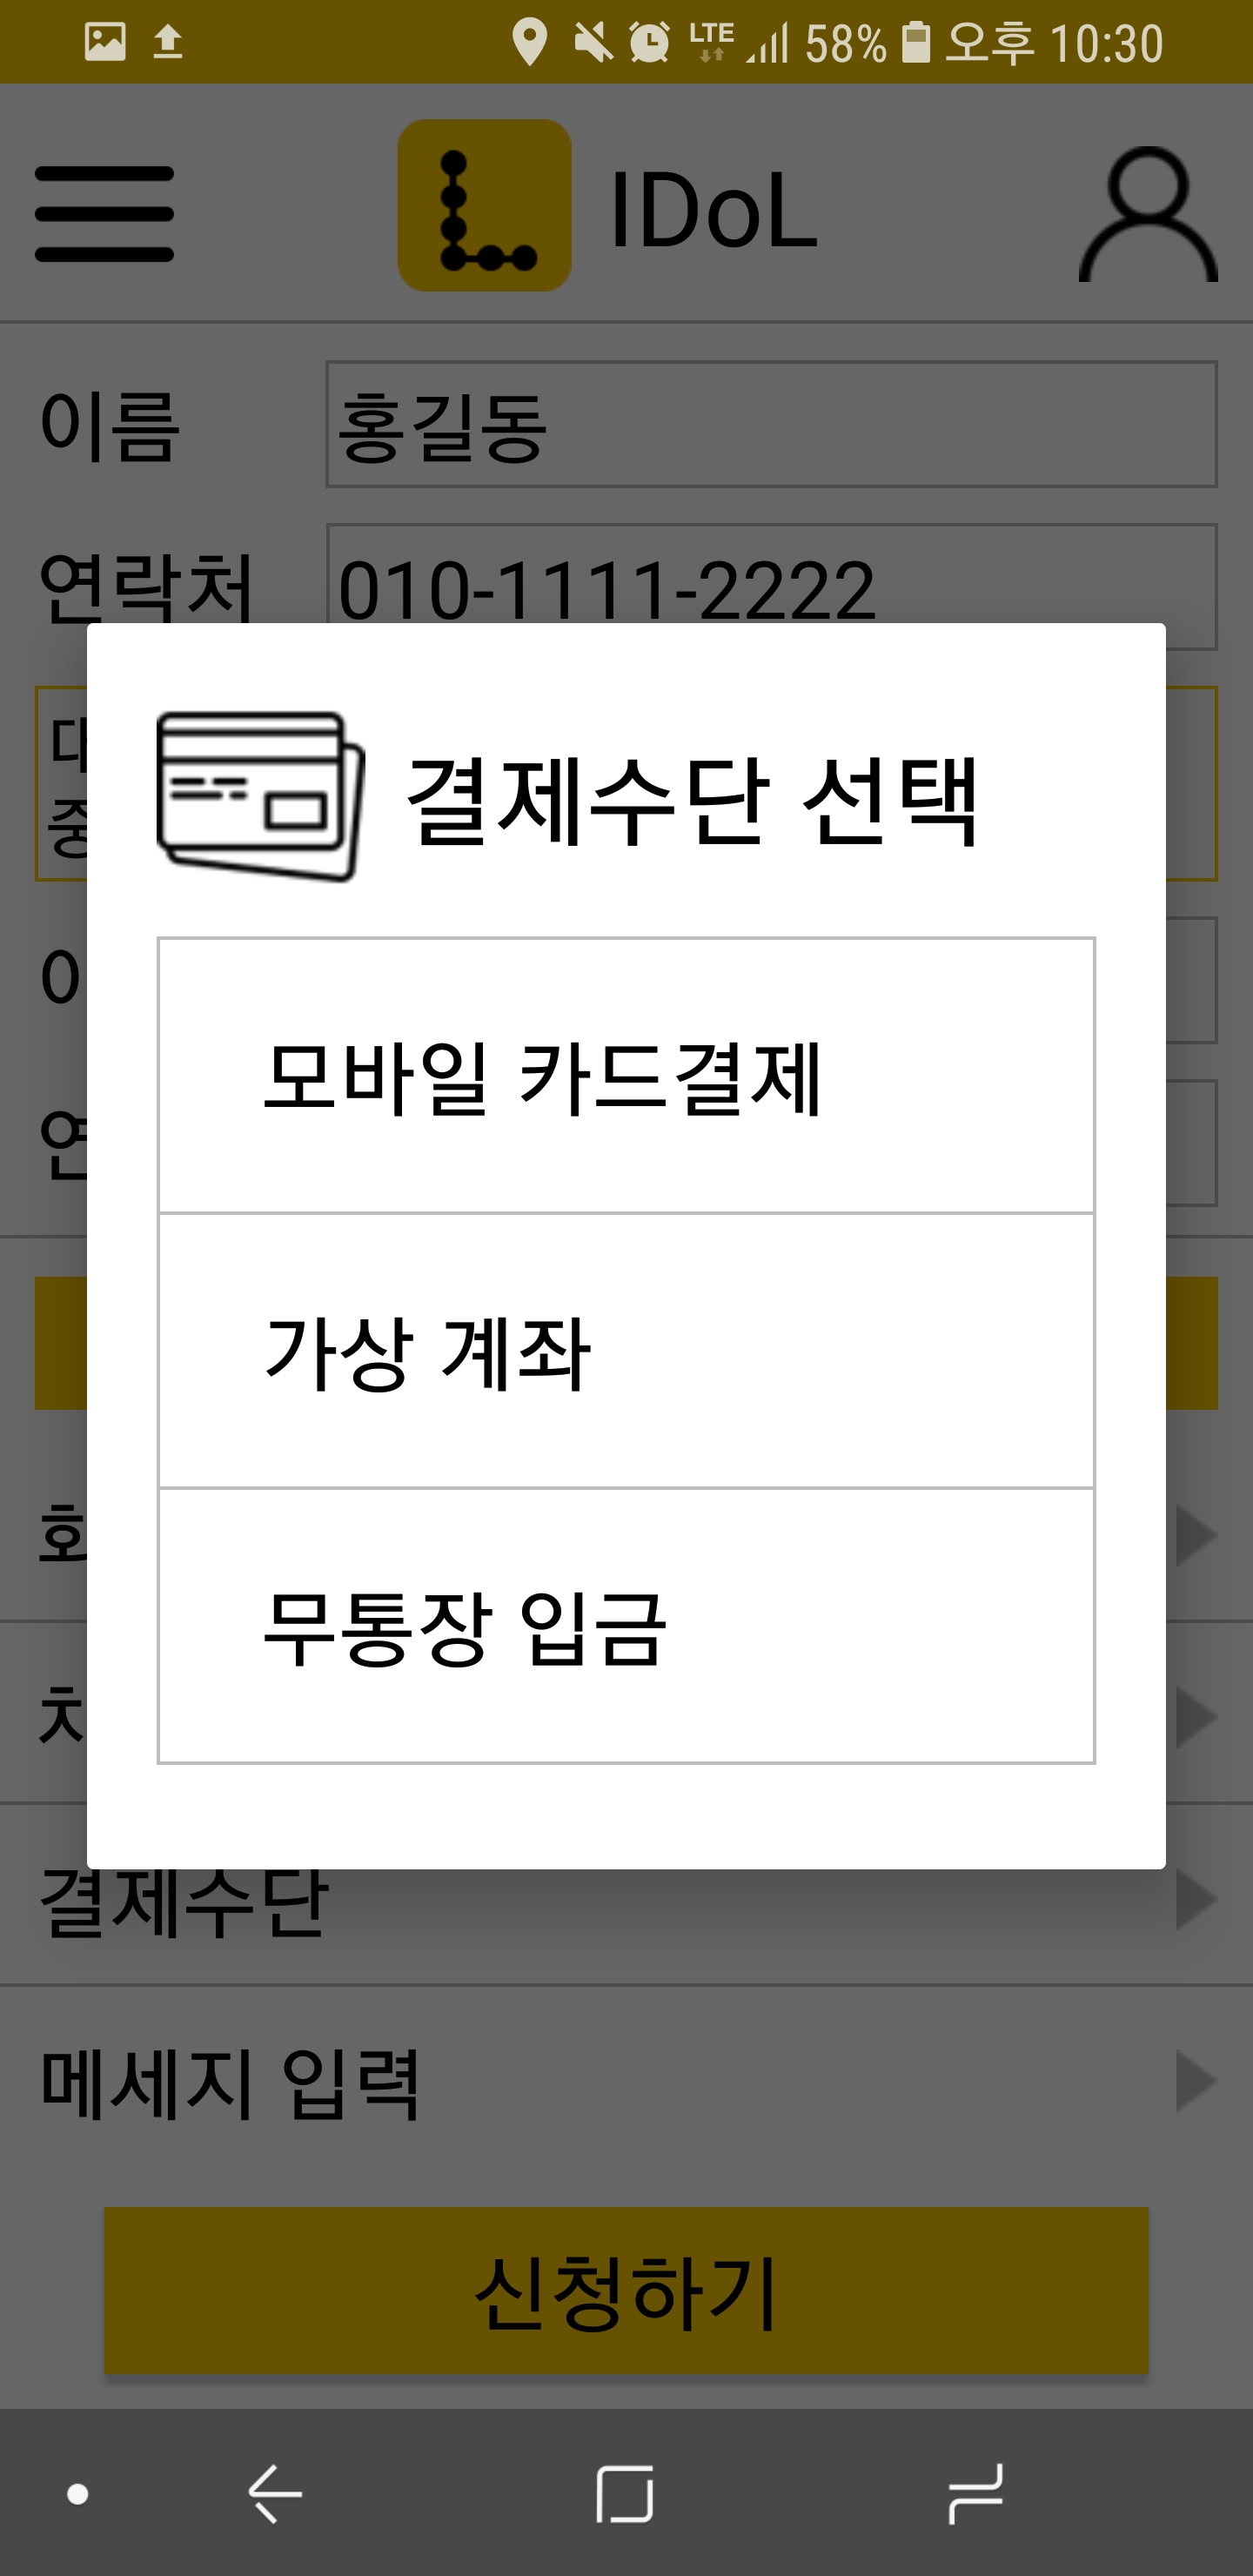 LTE 58% 오후 10:30
IDoL
이름 홍길동
연락처 010-1111-2222
결제수단 선택
모바일 카드결제
가상 계좌
무통장 입금
결제수단
메세지 입력
신청하기